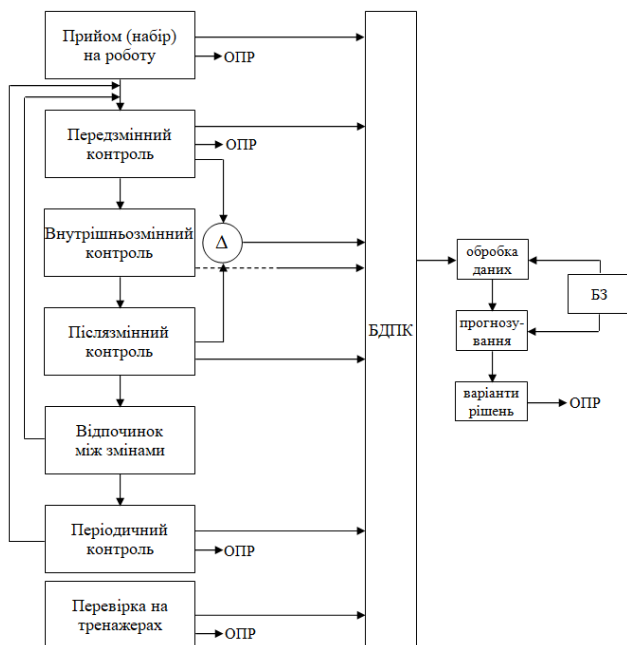 Прийом (набір)
на роботу
ОПР
Передзмінний
контроль
ОПР
Внутрішньозмінний
контроль
Δ
Післязмінний
контроль
Відпочинок
між змінами
Періодичний
контроль
ОПР
Перевірка на
тренажерах
ОПР
БДПК
обробка
даних
БЗ
прогнозу-
вання
варіанти
рішень
ОПР